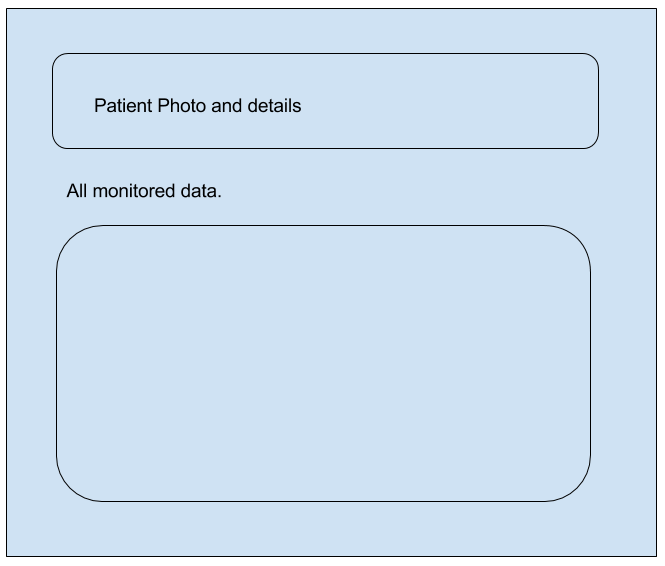 Patient Photo and details
All monitored data.